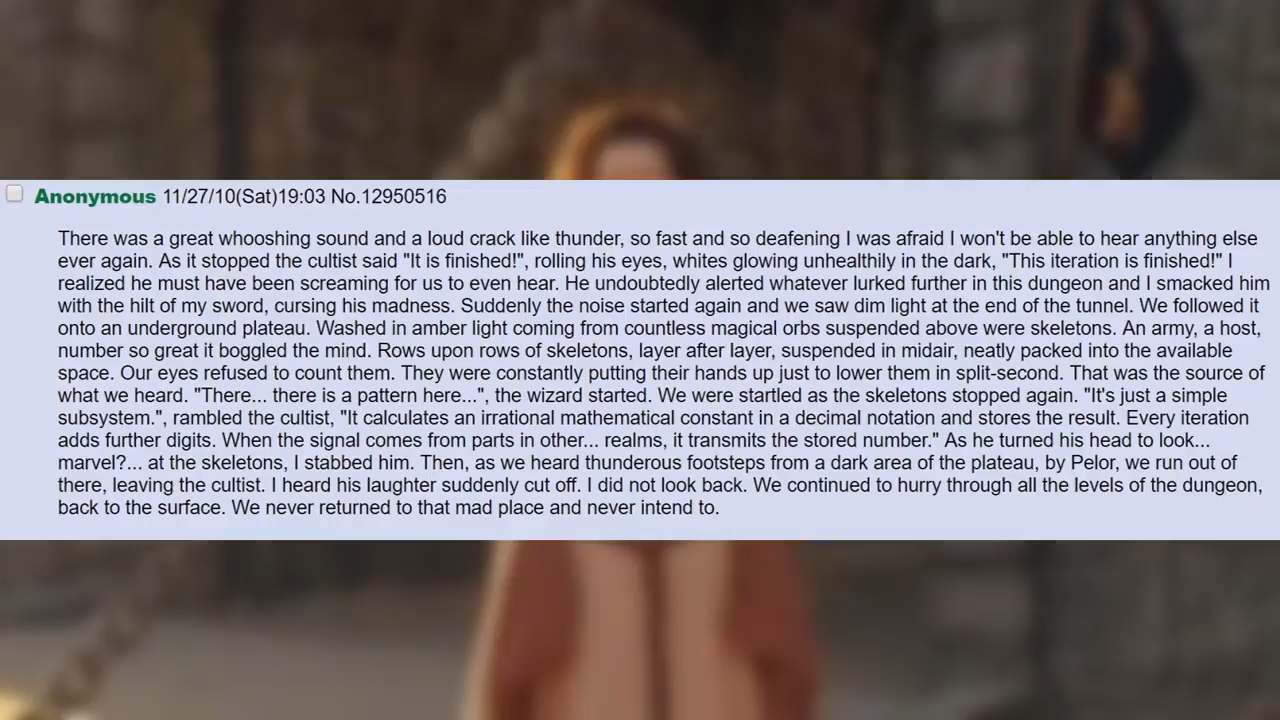 Anonymous 11/27/10(Sat)19:03 No.12950516
There was a great whooshing sound and a loud crack like thunder, so fast and so deafening I was afraid I won't be able to hear anything else
ever again. As it stopped the cultist said "It is finished!", rolling his eyes, whites glowing unhealthily in the dark, "This iteration is finished!" I
realized he must have been screaming for us to even hear. He undoubtedly alerted whatever lurked further in this dungeon and I smacked him
with the hilt of my sword, cursing his madness. Suddenly the noise started again and we saw dim light at the end of the tunnel. We followed it
onto an underground plateau. Washed in amber light coming from countless magical orbs suspended above were skeletons. An army, a host,
number so great it boggled the mind. Rows upon rows of skeletons, layer after layer, suspended in midair, neatly packed into the available
space. Our eyes refused to count them. They were constantly putting their hands up just to lower them in split-second. That was the source of
what we heard. "There... there is a pattern here...", the wizard started. We were startled as the skeletons stopped again. "It's just a simple
subsystem.", rambled the cultist, "It calculates an irrational mathematical constant in a decimal notation and stores the result. Every iteration
adds further digits. When the signal comes from parts in other... realms, it transmits the stored number." As he turned his head to look...
marvel?... at the skeletons, I stabbed him. Then, as we heard thunderous footsteps from a dark area of the plateau, by Pelor, we run out of
there, leaving the cultist. I heard his laughter suddenly cut off. I did not look back. We continued to hurry through all the levels of the dungeon,
back to the surface. We never returned to that mad place and never intend to.